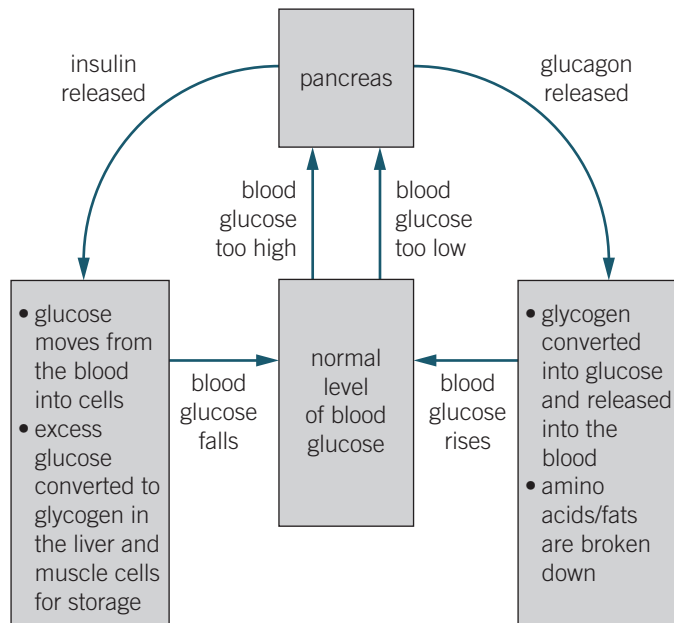 insulin
released
pancreas
glucagon
released
blood
glucose
too high
blood
glucose
too low
• glucose
moves from
the blood
into cells
• excess
glucose
converted to
glycogen in
the liver and
muscle cells
for storage
blood
glucose
falls
normal
level
of blood
glucose
blood
glucose
rises
• glycogen
converted
into glucose
and released
into the
blood
• amino
acids/fats
are broken
down